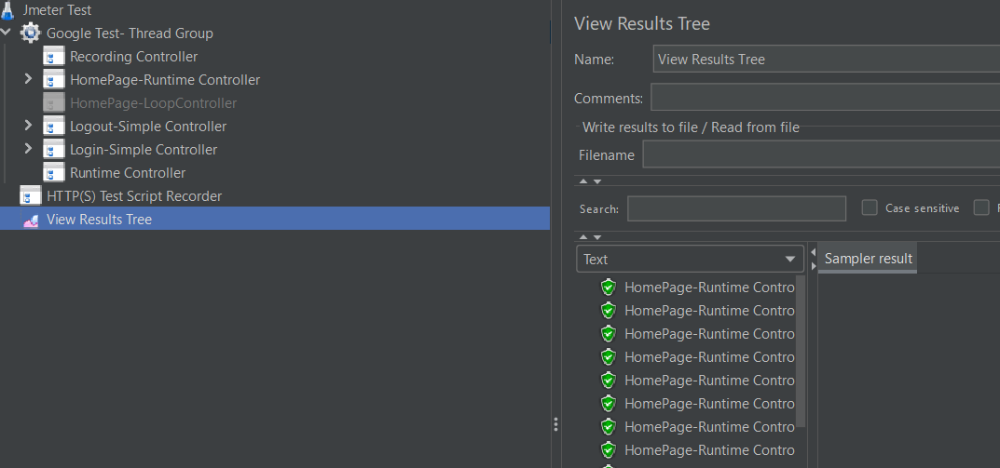 Jmeter Test
Google Test- Thread Group
Recording Controller
HomePage-Runtime Controller
HomePage-LoopController
Logout-Simple Controller
Login-Simple Controller
Runtime Controller
HTTP(S) Test Script Recorder
View Results Tree
View Results Tree
Name: View Results Tree
Comments:
Write results to file / Read from file
Filename
Search: Case sensitive
Text
Sampler result
HomePage-Runtime Contro
HomePage-Runtime Contro
HomePage-Runtime Contro
HomePage-Runtime Contro
HomePage-Runtime Contro
HomePage-Runtime Contro
HomePage-Runtime Contro
HomePage-Runtime Contro